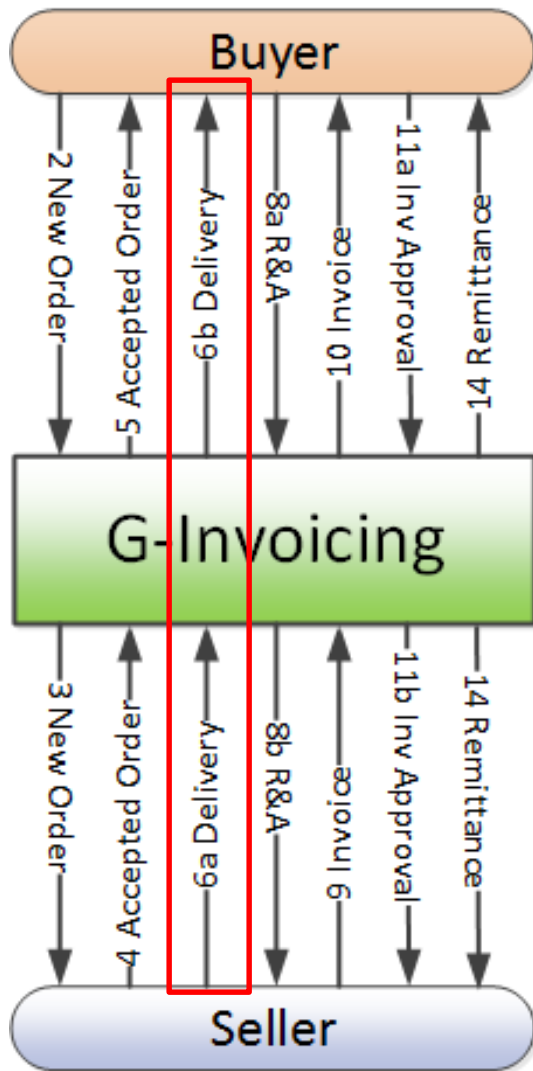 Buyer
2 New Order
5 Accepted Order
6b Delivery
8a R&A
10 Invoice
11a Inv Approval
14 Remittance
G-Invoicing
3 New Order
4 Accepted Order
6a Delivery
8b R&A
9 Invoice
11b Inv Approval
14 Remittance
Seller